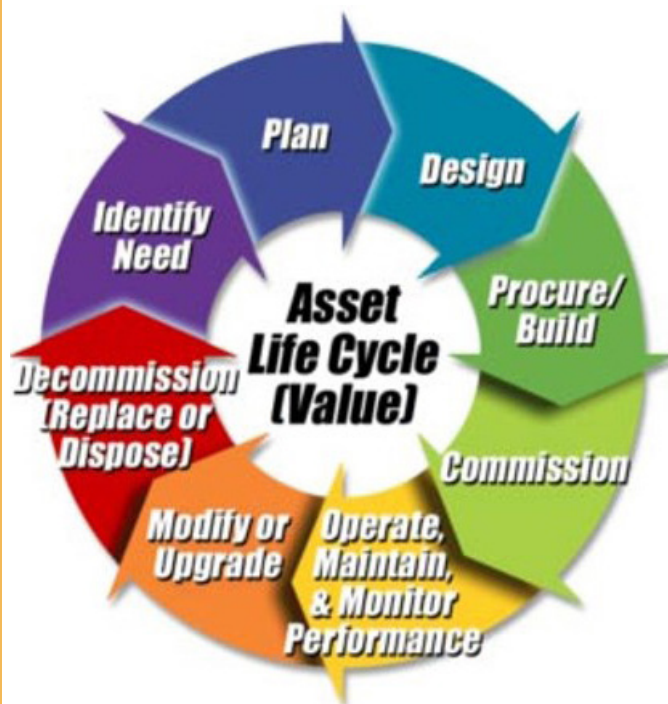 Plan
Design
Identify
Need
Procure/
Build
Asset
Life Cycle
(Value)
Decommission
(Replace or
Dispose)
Commission
Modify or
Upgrade
Operate,
Maintain,
& Monitor
Performance